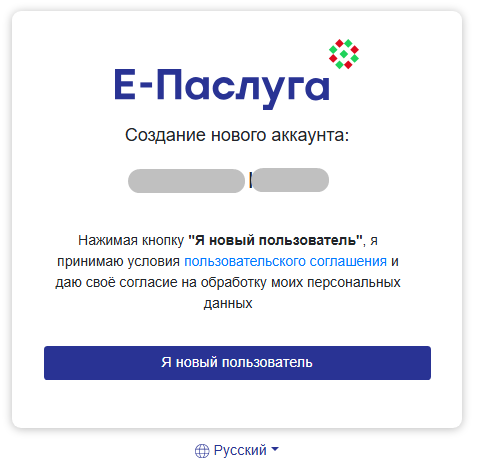 Е-Паслуга
Создание нового аккаунта:
Нажимая кнопку "Я новый пользователь", я
принимаю условия пользовательского соглашения и
даю своё согласие на обработку моих персональных
данных
Я новый пользователь
Русский